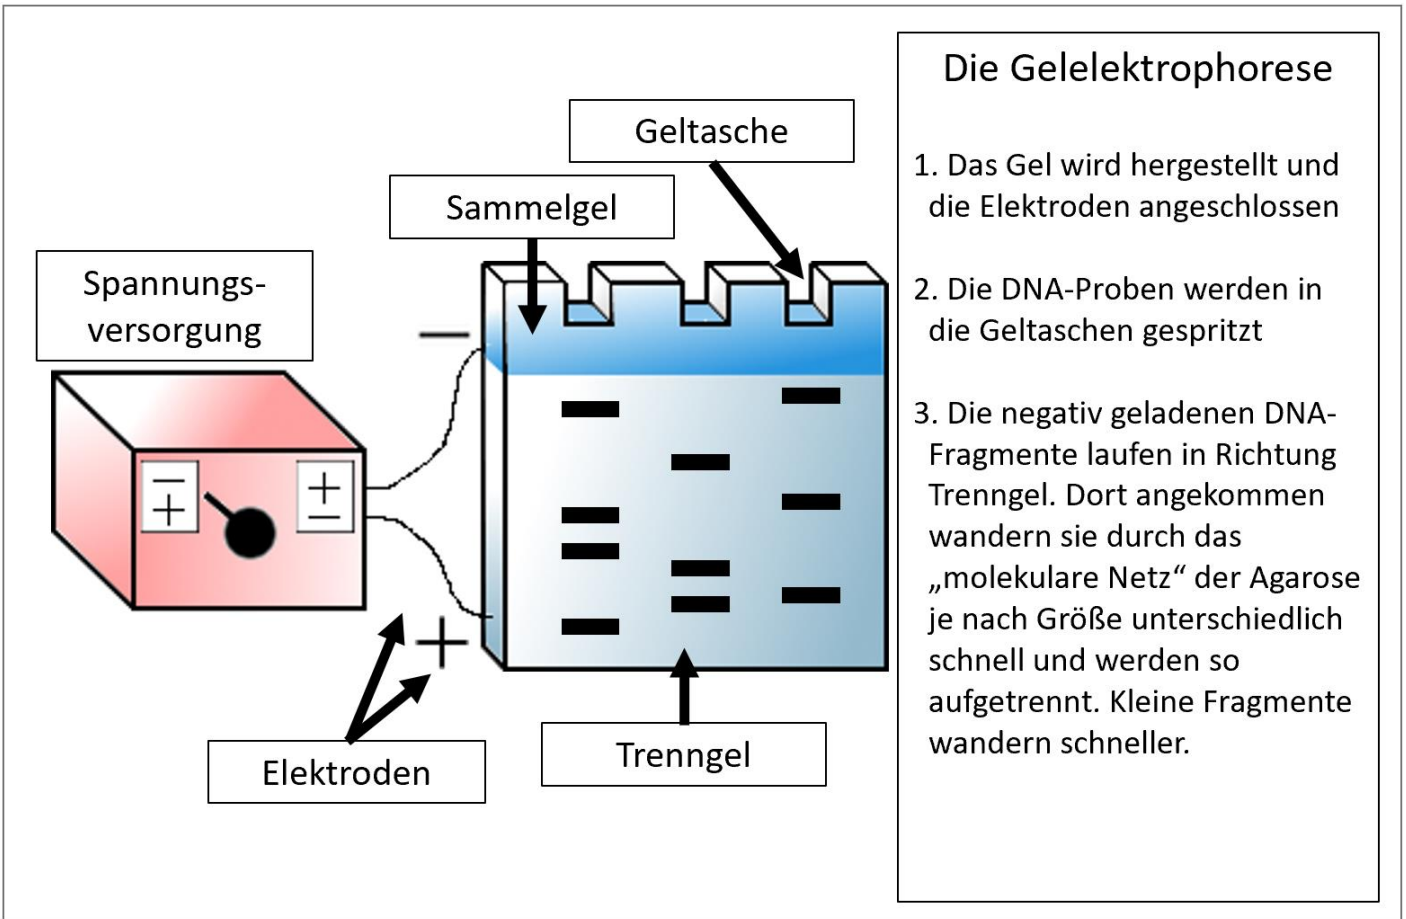 Die Gelelektrophorese
Geltasche
Sammelgel
Spannungs-
versorgung
−
+
+
−
−
+
Elektroden
Trenngel
1. Das Gel wird hergestellt und
die Elektroden angeschlossen
2. Die DNA-Proben werden in
die Geltaschen gespritzt
3. Die negativ geladenen DNA-
Fragmente laufen in Richtung
Trenngel. Dort angekommen
wandern sie durch das
„molekulare Netz“ der Agarose
je nach Größe unterschiedlich
schnell und werden so
aufgetrennt. Kleine Fragmente
wandern schneller.